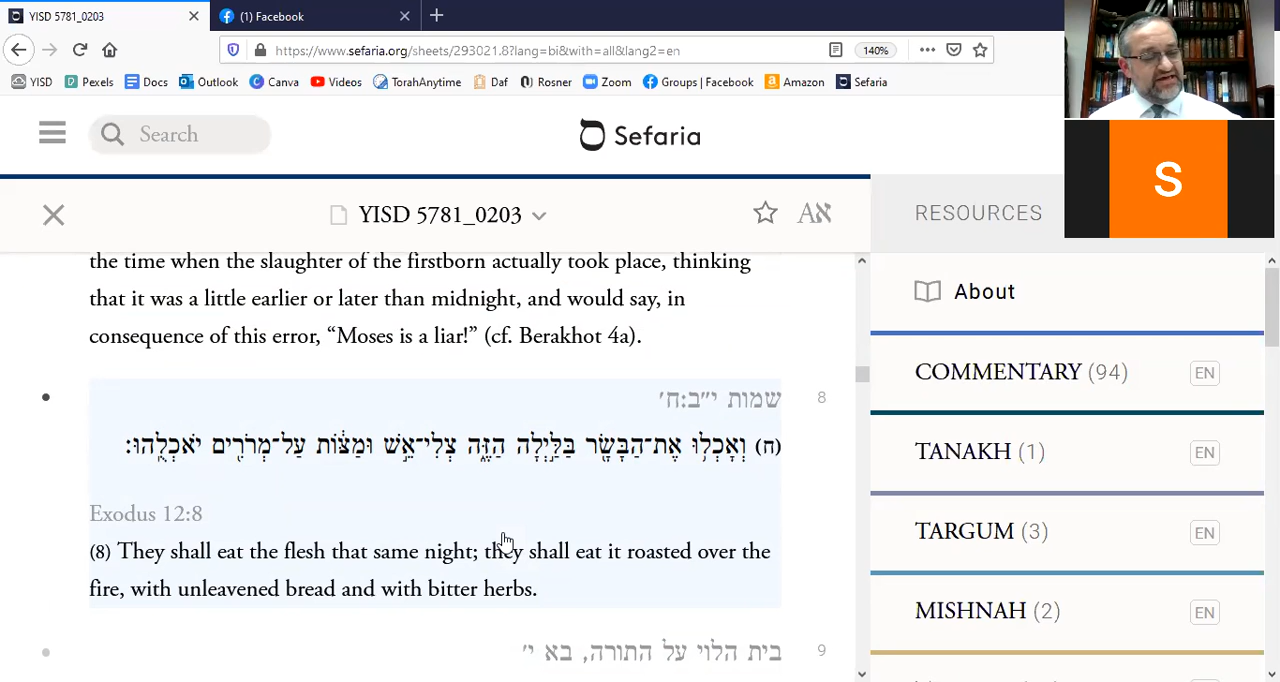 YISD 5781_0203
(1) Facebook
https://www.sefaria.org/sheets/293021.8?lang=bi&with=all&lang2=en
140%
YISD Pexels Docs Outlook Canva Videos TorahAnytime Daf Rosner Zoom Groups | Facebook Amazon Sefaria
Search
Sefaria
YISD 5781_0203
RESOURCES
S
the time when the slaughter of the firstborn actually took place, thinking
that it was a little earlier or later than midnight, and would say, in
consequence of this error, “Moses is a liar!” (cf. Berakhot 4a).
שמות י״ב:ח׳
8
(ח) וְאָכְל֥וּ אֶת־הַבָּשָׂ֖ר בַּלַּ֣יְלָה הַזֶּ֑ה צְלִי־אֵ֣שׁ וּמַצּ֔וֹת עַל־מְרֹרִ֖ים יֹאכְלֻֽהוּ׃
Exodus 12:8
(8) They shall eat the flesh that same night; they shall eat it roasted over the
fire, with unleavened bread and with bitter herbs.
בית הלוי על התורה, בא י׳
9
About
COMMENTARY (94) EN
TANAKH (1) EN
TARGUM (3) EN
MISHNAH (2) EN